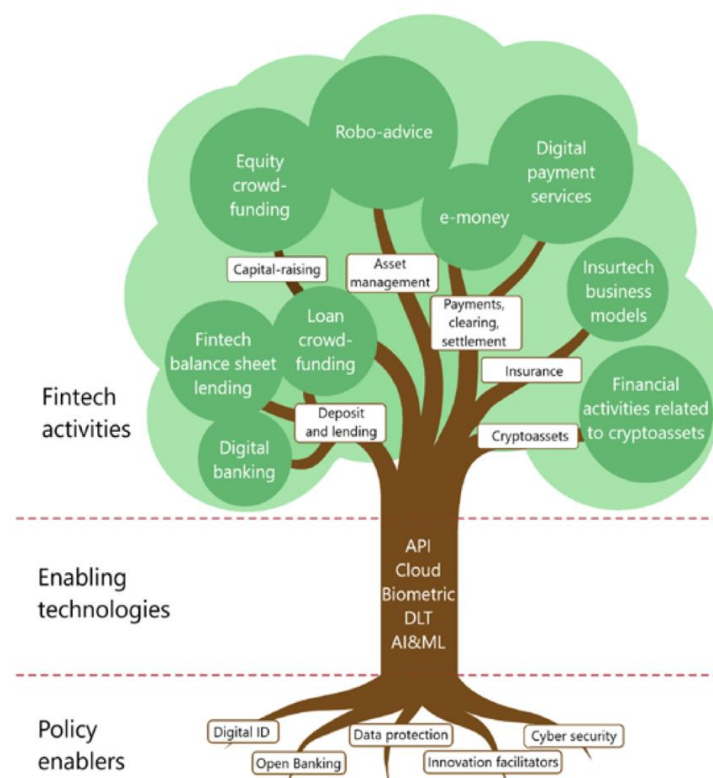 Robo-advice
Equity
crowd-
funding
Digital
payment
services
e-money
Capital-raising
Asset
management
Insurtech
business
models
Payments,
clearing,
settlement
Loan
crowd-
funding
Fintech
balance sheet
lending
Insurance
Financial
activities related
to cryptoassets
Fintech
activities
Deposit
and lending
Cryptoassets
Digital
banking
Enabling
technologies
API
Cloud
Biometric
DLT
AI&ML
Policy
enablers
Digital ID
Data protection
Cyber security
Open Banking
Innovation facilitators